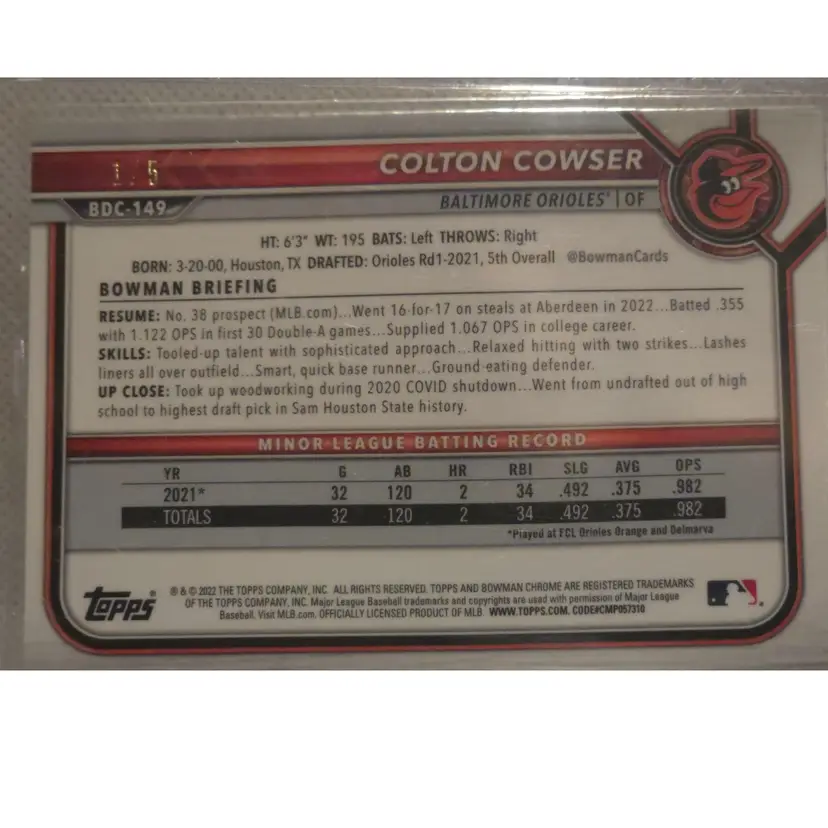 1/5
COLTON COWSER
BDC-149
BALTIMORE ORIOLES® | OF
HT: 6'3" WT: 195 BATS: Left THROWS: Right
BORN: 3-20-00, Houston, TX DRAFTED: Orioles Rd1-2021, 5th Overall @BowmanCards
BOWMAN BRIEFING
RESUME: No. 38 prospect (MLB.com)...Went 16-for-17 on steals at Aberdeen in 2022...Batted .355
with 1.122 OPS in first 30 Double-A games...Supplied 1.067 OPS in college career.
SKILLS: Tooled-up talent with sophisticated approach...Relaxed hitting with two strikes...Lashes
liners all over outfield...Smart, quick base runner...Ground-eating defender.
UP CLOSE: Took up woodworking during 2020 COVID shutdown...Went from undrafted out of high
school to highest draft pick in Sam Houston State history.
MINOR-LEAGUE BATTING RECORD
YR G AB HR RBI SLG AVG OPS
2021* 32 120 2 34 .492 .375 .982
TOTALS 32 120 2 34 .492 .375 .982
*Played at FCL Orioles Orange and Delmarva
topps®
® & © 2022 THE TOPPS COMPANY, INC. ALL RIGHTS RESERVED. TOPPS AND BOWMAN CHROME ARE REGISTERED TRADEMARKS
OF THE TOPPS COMPANY, INC. Major League Baseball trademarks and copyrights are used with permission of Major League
Baseball. Visit MLB.com. OFFICIALLY LICENSED PRODUCT OF MLB. WWW.TOPPS.COM. CODE#CMP057310